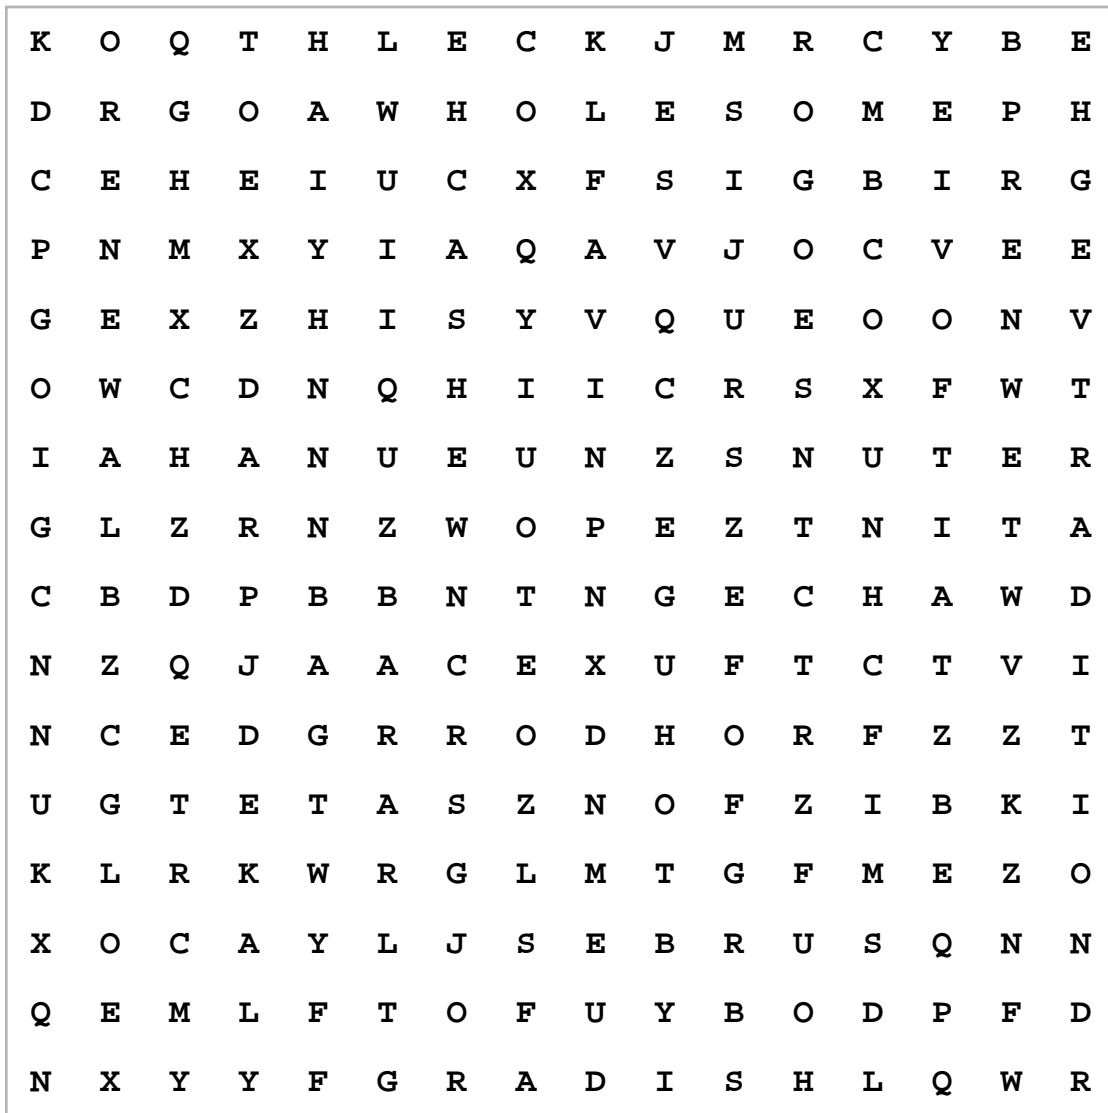 K O Q T H L E C K J M R C Y B E
D R G O A W H O L E S O M E P H
C E H E I U C X F S I G B I R G
P N M X Y I A Q A V J O C V E E
G E X Z H I S Y V Q U E O O N V
O W C D N Q H I I C R S X F W T
I A H A N U E U N Z S N U T E R
G L Z R N Z W O P E Z T N I T A
C B D P B B N T N G E C H A W D
N Z Q J A A C E X U F T C T V I
N C E D G R R O D H O R F Z Z T
U G T E T A S Z N O F Z I B K I
K L R K W R G L M T G F M E Z O
X O C A Y L J S E B R U S Q N N
Q E M L F T O F U Y B O D P F D
N X Y Y F G R A D I S H L Q W R